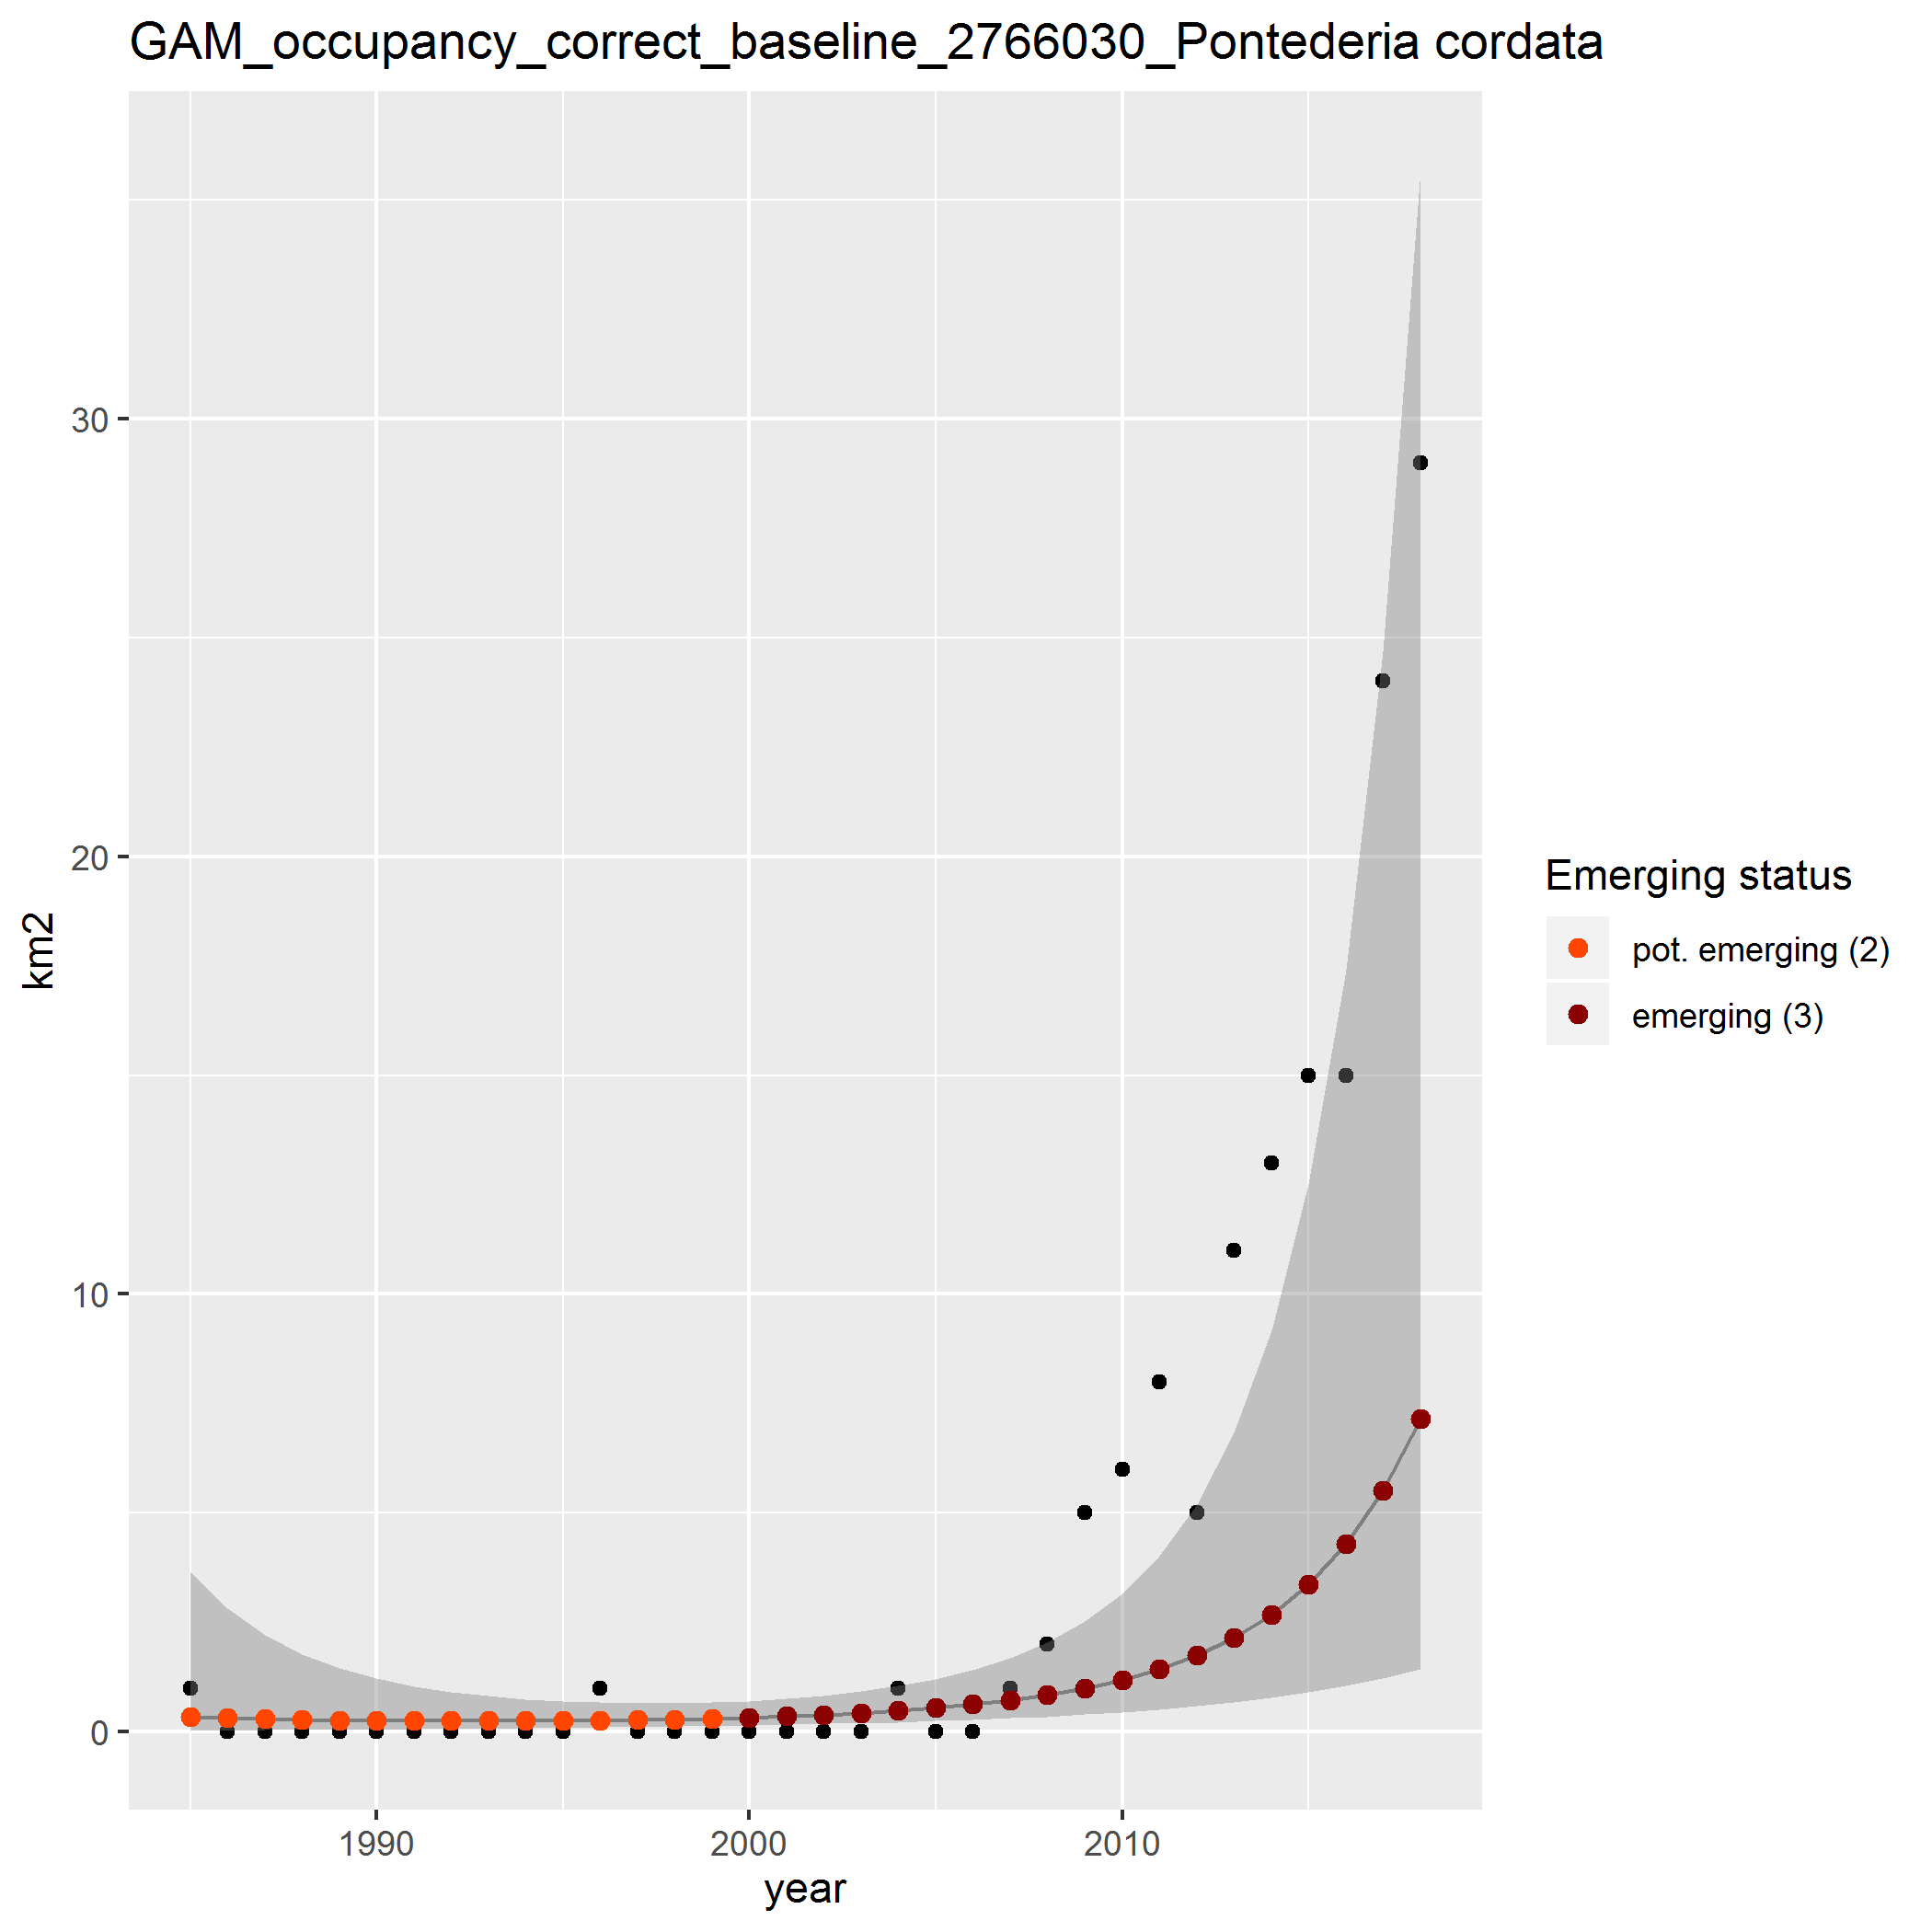 GAM_occupancy_correct_baseline_2766030_Pontederia cordata
30
20
10
0
km2
1990
2000
2010
year
Emerging status
pot. emerging (2)
emerging (3)